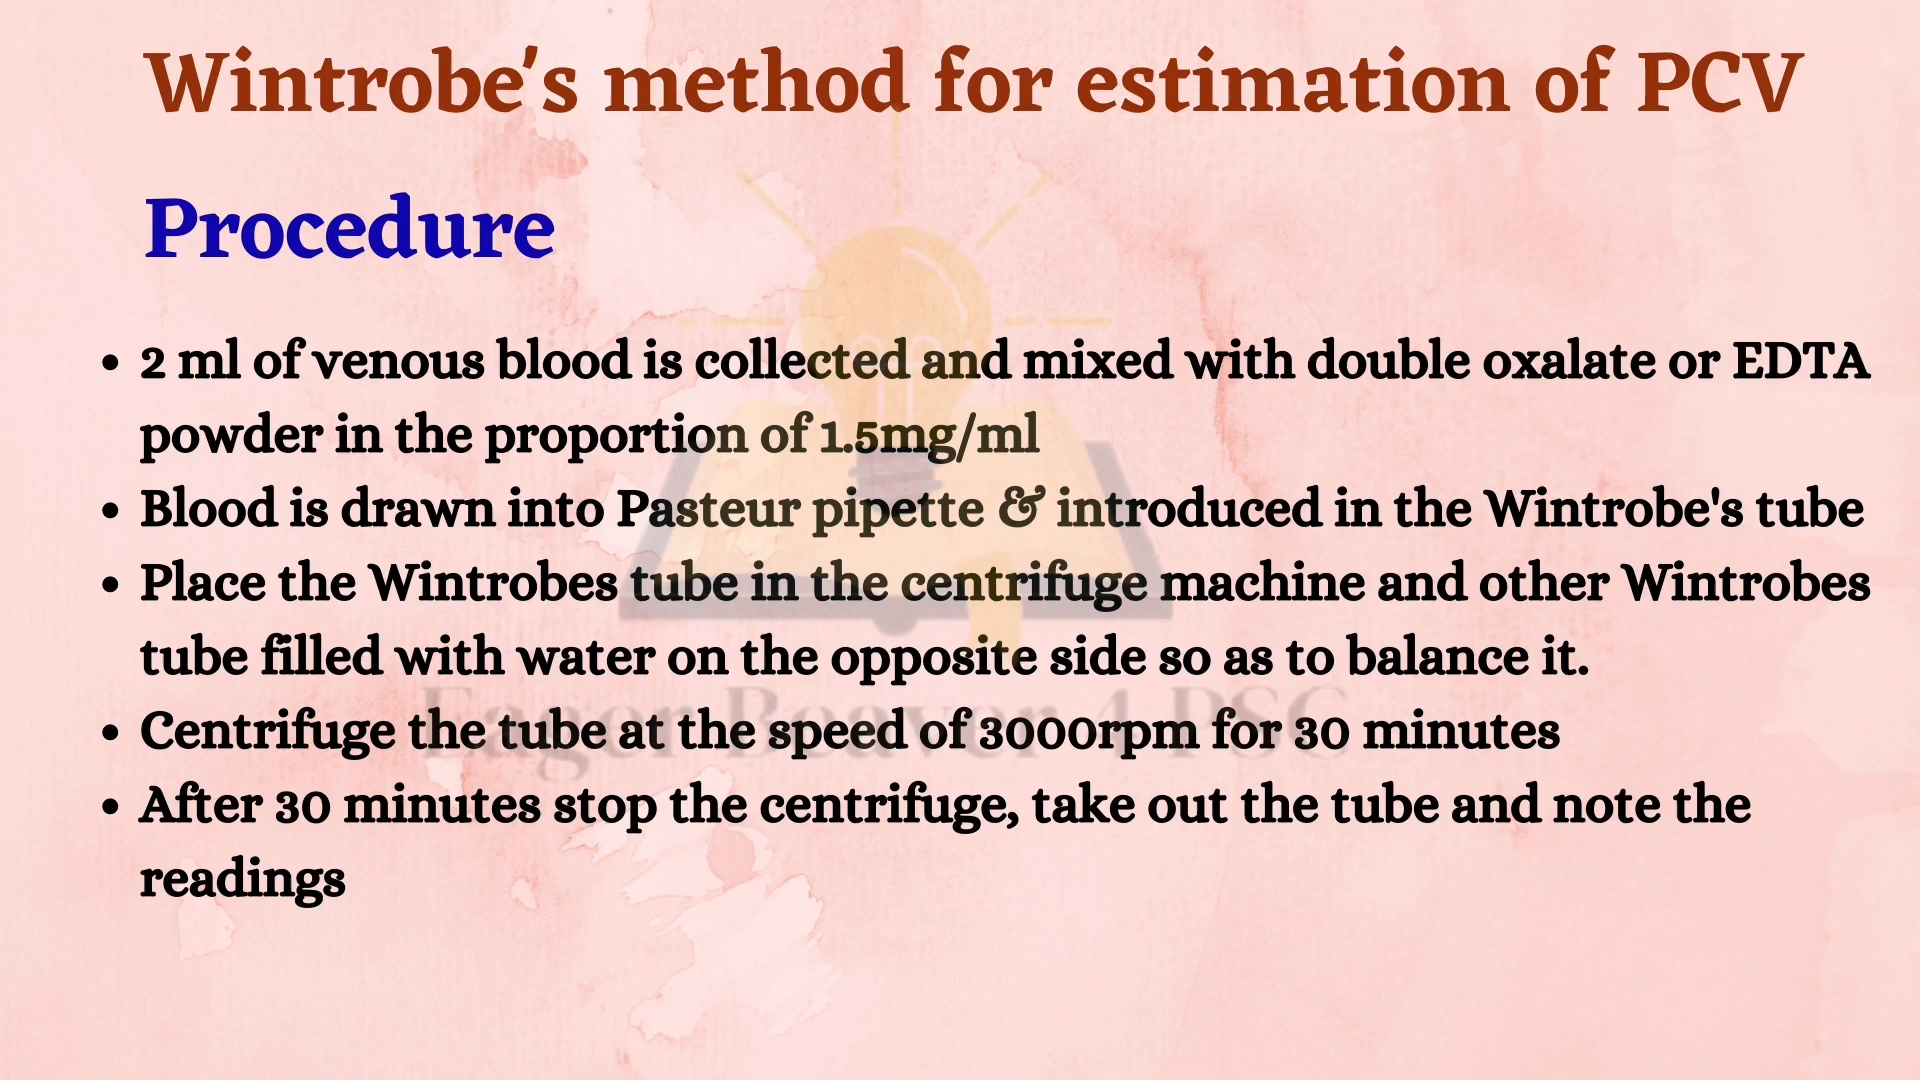 Wintrobe's method for estimation of PCV
Procedure
• 2 ml of venous blood is collected and mixed with double oxalate or EDTA
powder in the proportion of 1.5mg/ml
• Blood is drawn into Pasteur pipette & introduced in the Wintrobe's tube
• Place the Wintrobes tube in the centrifuge machine and other Wintrobes
tube filled with water on the opposite side so as to balance it.
Eager Beaver 4 PSC
• Centrifuge the tube at the speed of 3000rpm for 30 minutes
• After 30 minutes stop the centrifuge, take out the tube and note the
readings